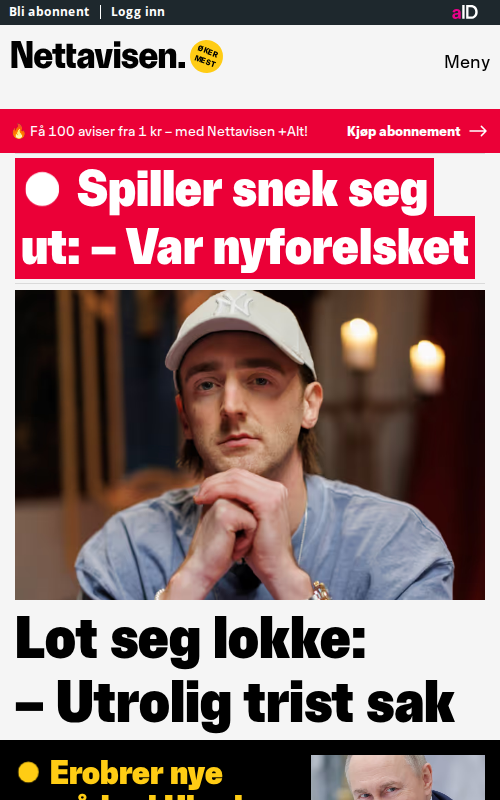 Bli abonnent | Logg inn
aID
Nettavisen.
ØKER
MEST
Meny
🔥 Få 100 aviser fra 1 kr – med Nettavisen +Alt!
Kjøp abonnement →
Spiller snek seg
ut: – Var nyforelsket
NY
Lot seg lokke:
– Utrolig trist sak
Erobrer nye